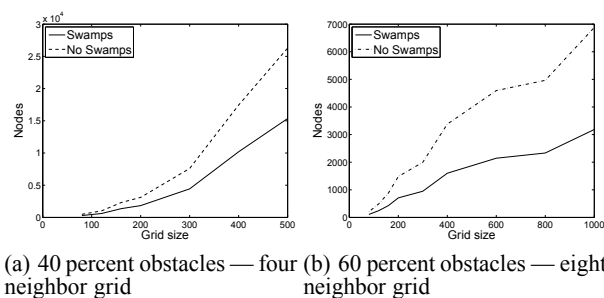 x 10^4
3
2.5
2
1.5
1
0.5
0
Nodes
Swamps
No Swamps
0 100 200 300 400 500
Grid size
7000
6000
5000
4000
3000
2000
1000
0
Nodes
Swamps
No Swamps
0 200 400 600 800 1000
Grid size
(a) 40 percent obstacles — four
neighbor grid
(b) 60 percent obstacles — eight
neighbor grid